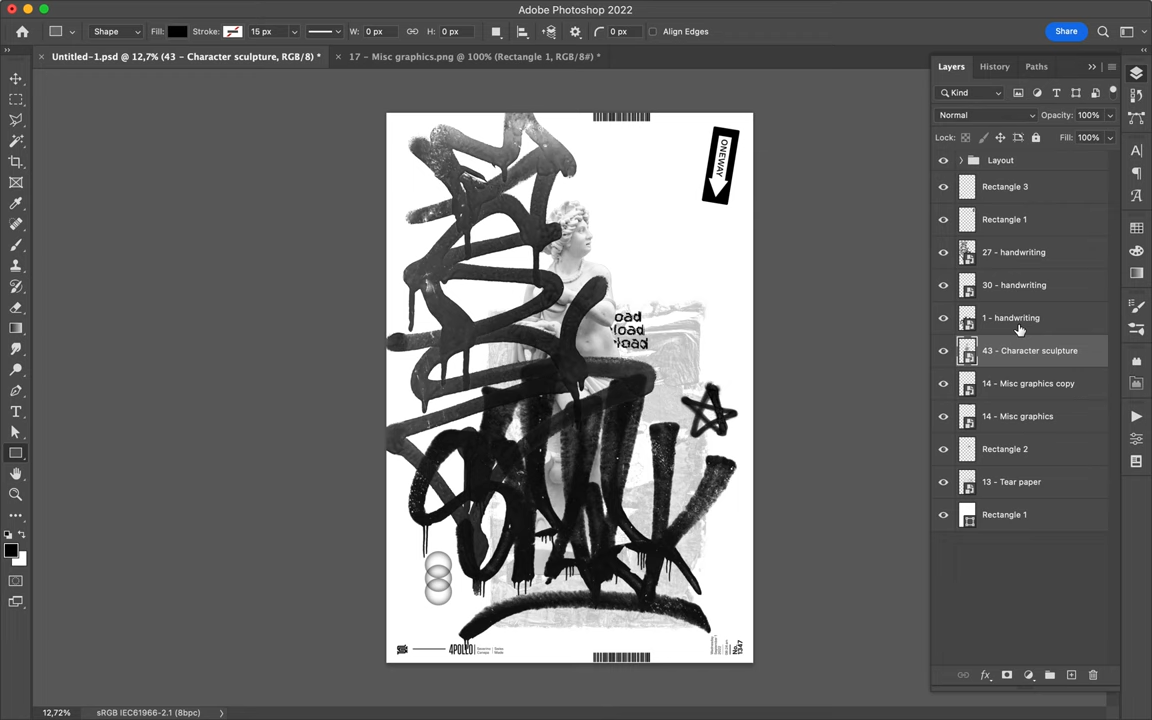 Adobe Photoshop 2022
Shape Fill: Stroke: 15 px W: 0 px H: 0 px 0 px Align Edges Share
Untitled-1.psd @ 12,7% (43 - Character sculpture, RGB/8) *
17 - Misc graphics.png @ 100% (Rectangle 1, RGB/8#) *
Layers History Paths
Kind
Normal Opacity: 100%
Lock: Fill: 100%
Layout
Rectangle 3
Rectangle 1
27 - handwriting
30 - handwriting
1 - handwriting
43 - Character sculpture
14 - Misc graphics copy
14 - Misc graphics
Rectangle 2
13 - Tear paper
Rectangle 1
ONEWAY
oad
load
load
4POLLO
No.
1347
12,72% sRGB IEC61966-2.1 (8bpc)